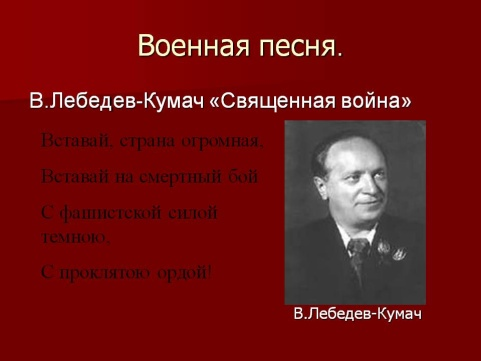 Военная песня.
В.Лебедев-Кумач «Священная война»
Вставай, страна огромная,
Вставай на смертный бой
С фашистской силой
темною,
С проклятою ордой!
В.Лебедев-Кумач